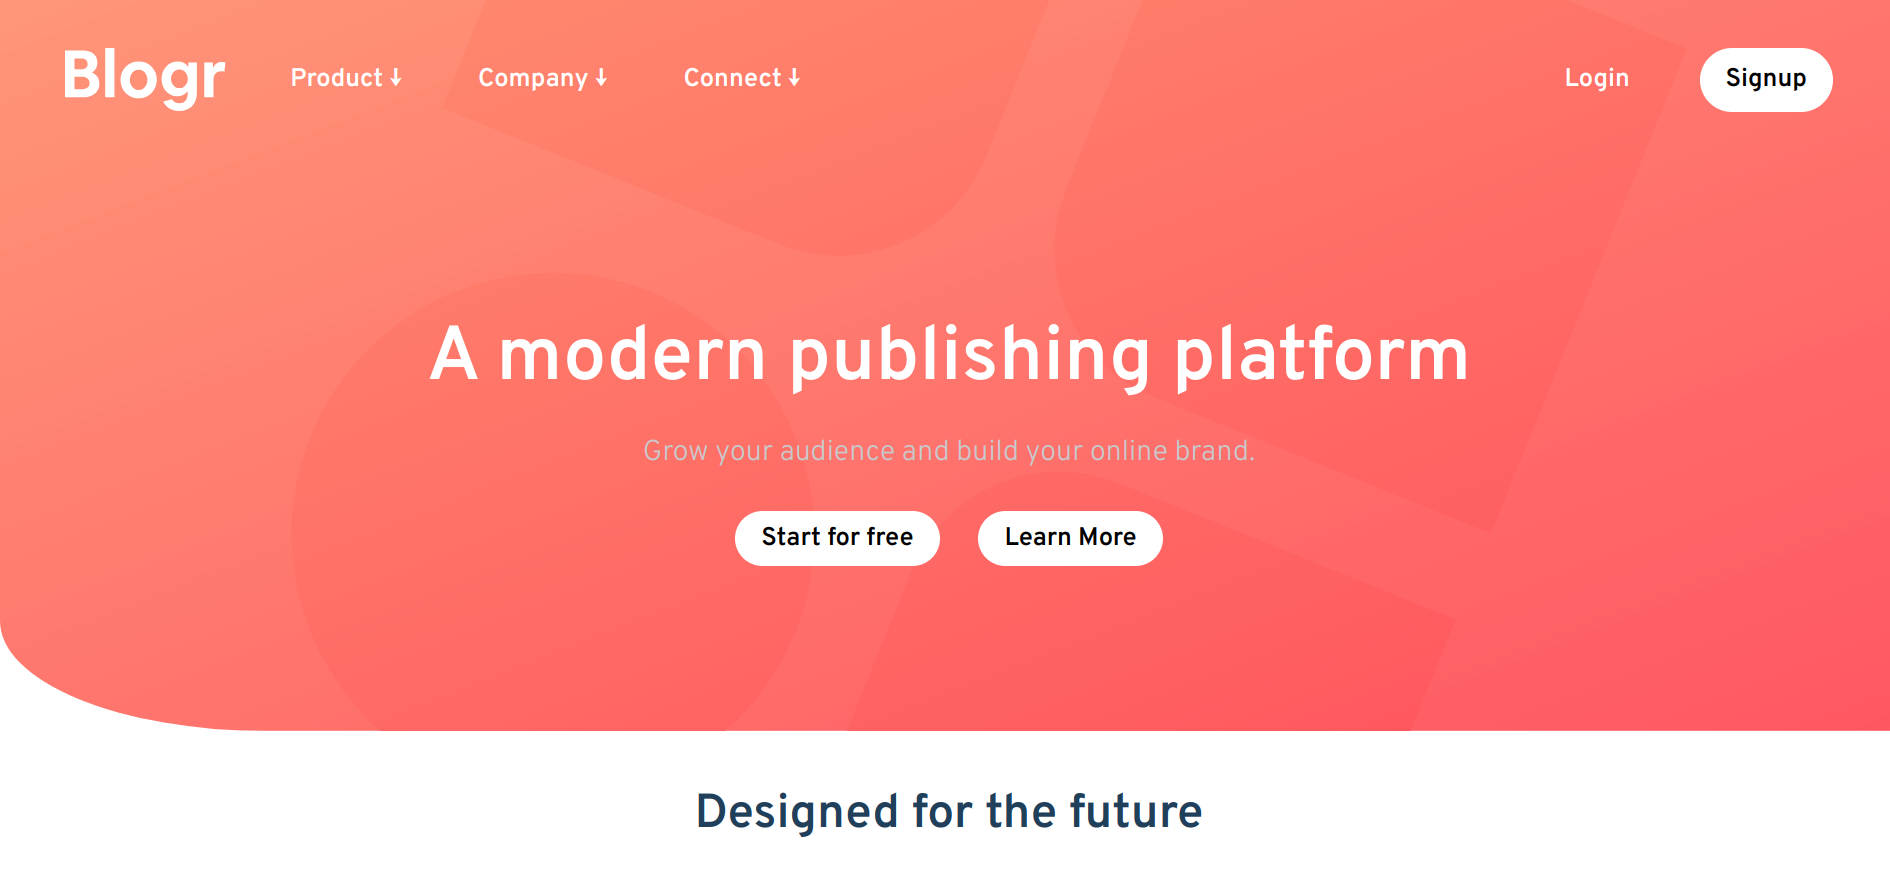 Blogr Product ↓ Company ↓ Connect ↓ Login Signup
A modern publishing platform
Grow your audience and build your online brand.
Start for free Learn More
Designed for the future